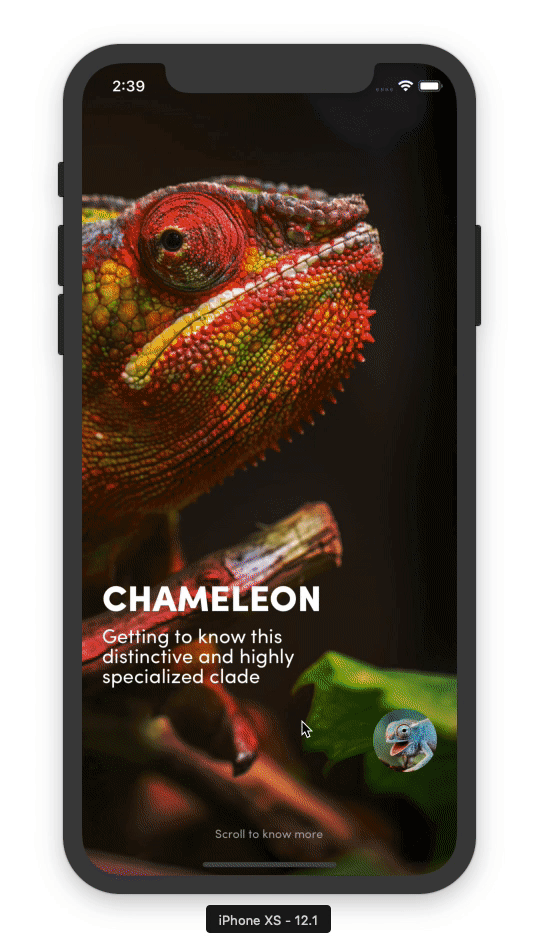 2:39
CHAMELEON
Getting to know this
distinctive and highly
specialized clade
Scroll to know more
iPhone XS - 12.1